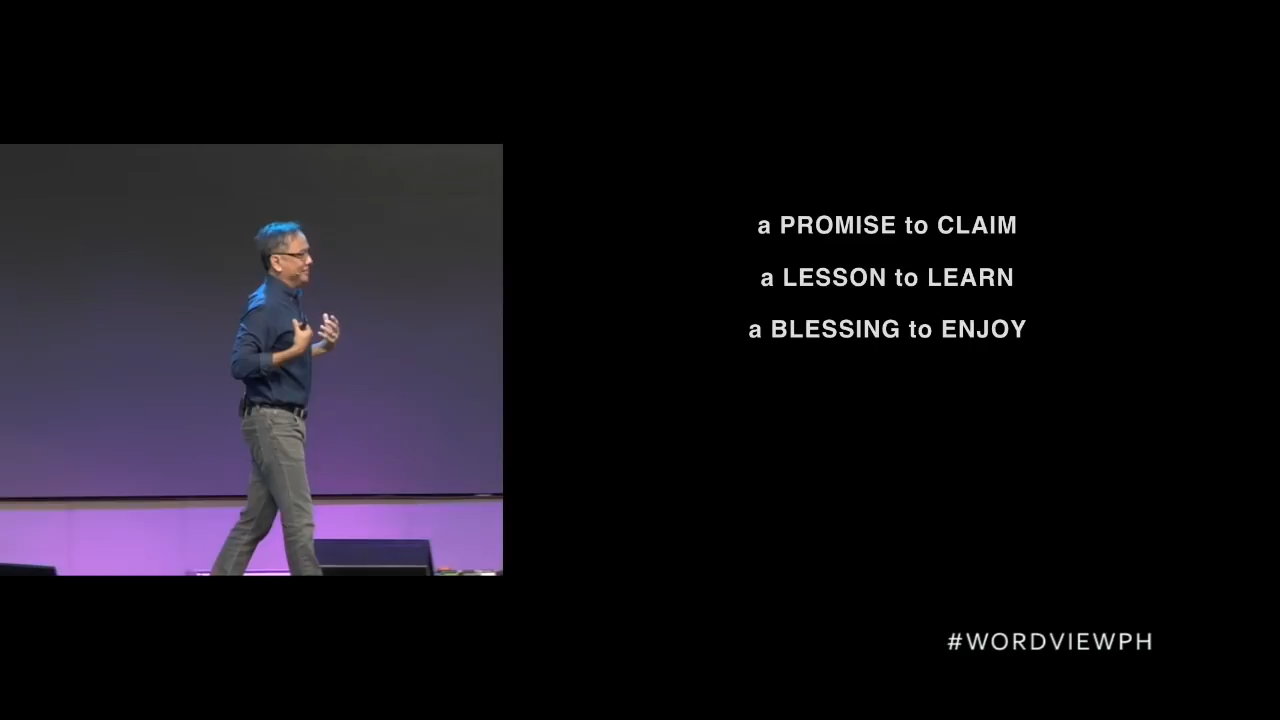 a PROMISE to CLAIM
a LESSON to LEARN
a BLESSING to ENJOY
#WORDVIEWPH